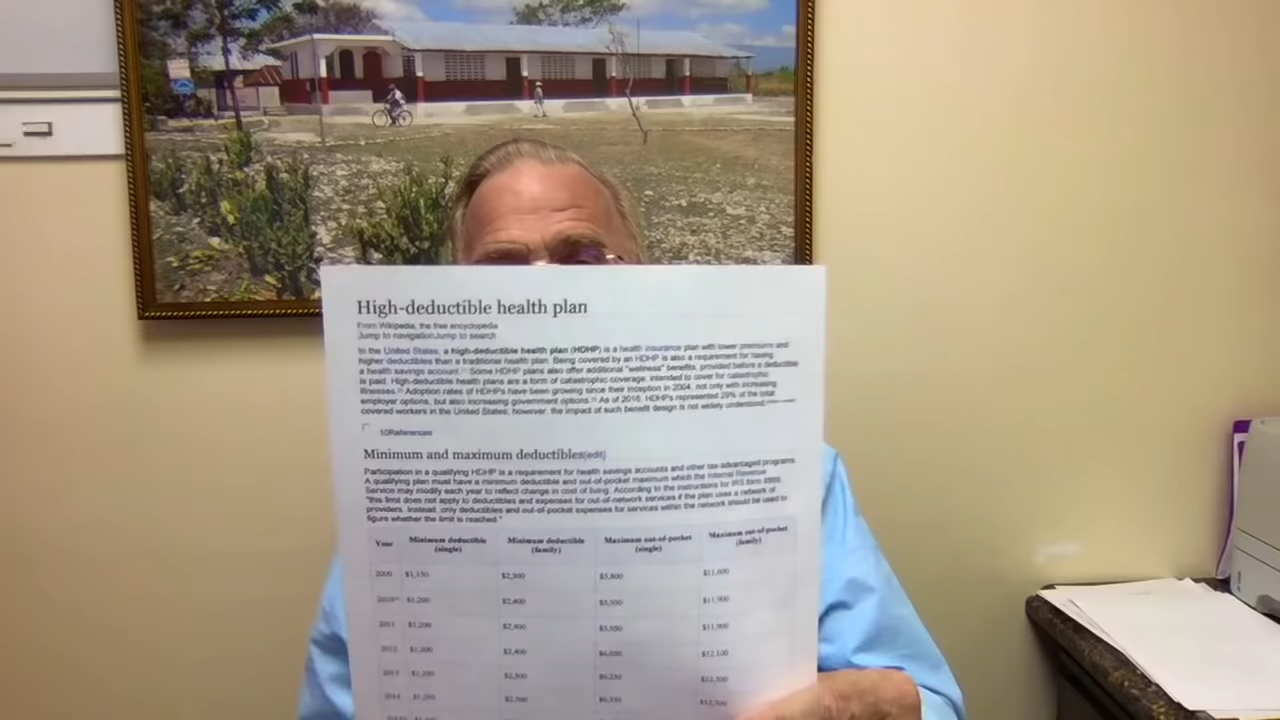 High-deductible health plan
From Wikipedia, the free encyclopedia
Jump to navigationJump to search
In the United States, a high-deductible health plan (HDHP) is a health insurance plan with lower premiums and
higher deductibles than a traditional health plan. Being covered by an HDHP is also a requirement for having
a health savings account. Some HDHP plans also offer additional "wellness" benefits, provided before a deductible
is paid. High-deductible health plans are a form of catastrophic coverage, intended to cover for catastrophic
illnesses. Adoption rates of HDHPs have been growing since their inception in 2004, not only with increasing
employer options, but also increasing government options. As of 2016, HDHPs represented 29% of the total
covered workers in the United States; however, the impact of such benefit design is not widely understood.
10References
Minimum and maximum deductibles[edit]
Participation in a qualifying HDHP is a requirement for health savings accounts and other tax-advantaged programs.
A qualifying plan must have a minimum deductible and out-of-pocket maximum which the Internal Revenue
Service may modify each year to reflect change in cost of living. According to the instructions for IRS form 8889,
"this limit does not apply to deductibles and expenses for out-of-network services if the plan uses a network of
providers. Instead, only deductibles and out-of-pocket expenses for services within the network should be used to
figure whether the limit is reached."
Year Minimum deductible (single) Minimum deductible (family) Maximum out-of-pocket (single) Maximum out-of-pocket (family)
2009 $1,150 $2,300 $5,800 $11,600
2010 $1,200 $2,400 $5,950 $11,900
2011 $1,200 $2,400 $5,950 $11,900
2012 $1,200 $2,400 $6,050 $12,100
2013 $1,250 $2,500 $6,250 $12,500
2014 $1,250 $2,500 $6,350 $12,700